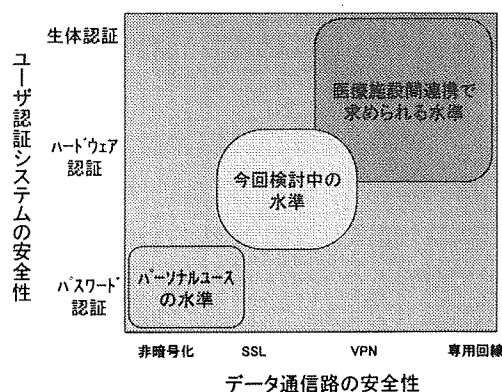 ユーザ認証システムの安全性
生体認証
ハードウェア
認証
パスワード
認証
医療施設間連携で
求められる水準
今回検討中の
水準
パーソナルユース
の水準
非暗号化
SSL
VPN
専用回線
データ通信路の安全性